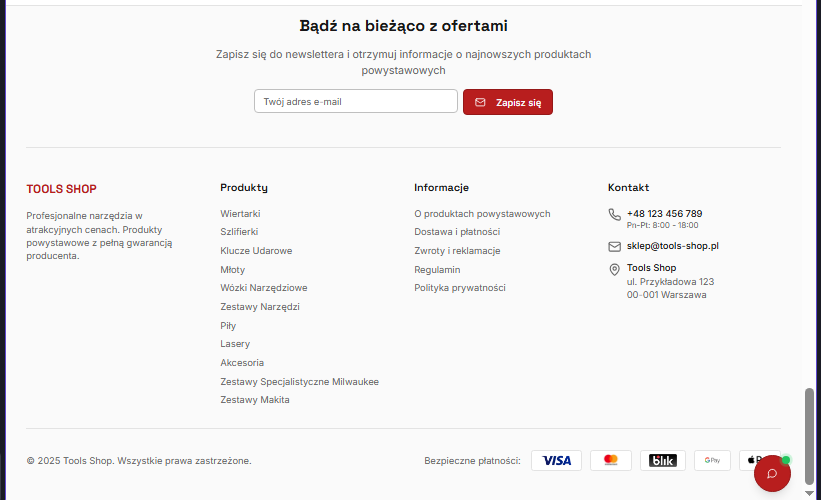 Bądź na bieżąco z ofertami
Zapisz się do newslettera i otrzymuj informacje o najnowszych produktach
powystawowych
Twój adres e-mail
Zapisz się
TOOLS SHOP
Profesjonalne narzędzia w
atrakcyjnych cenach. Produkty
powystawowe z pełną gwarancją
producenta.
Produkty
Wiertarki
Szlifierki
Klucze Udarowe
Młoty
Wózki Narzędziowe
Zestawy Narzędzi
Piły
Lasery
Akcesoria
Zestawy Specjalistyczne Milwaukee
Zestawy Makita
Informacje
O produktach powystawowych
Dostawa i płatności
Zwroty i reklamacje
Regulamin
Polityka prywatności
Kontakt
+48 123 456 789
Pn-Pt: 8:00 - 18:00
sklep@tools-shop.pl
Tools Shop
ul. Przykładowa 123
00-001 Warszawa
© 2025 Tools Shop. Wszystkie prawa zastrzeżone.
Bezpieczne płatności:
VISA
blik
G Pay